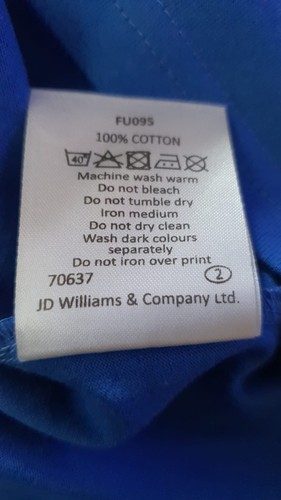 FU095
100% COTTON
40°
Machine wash warm
Do not bleach
Do not tumble dry
Iron medium
Do not dry clean
Wash dark colours
separately
Do not iron over print
70637 2
JD Williams & Company Ltd.